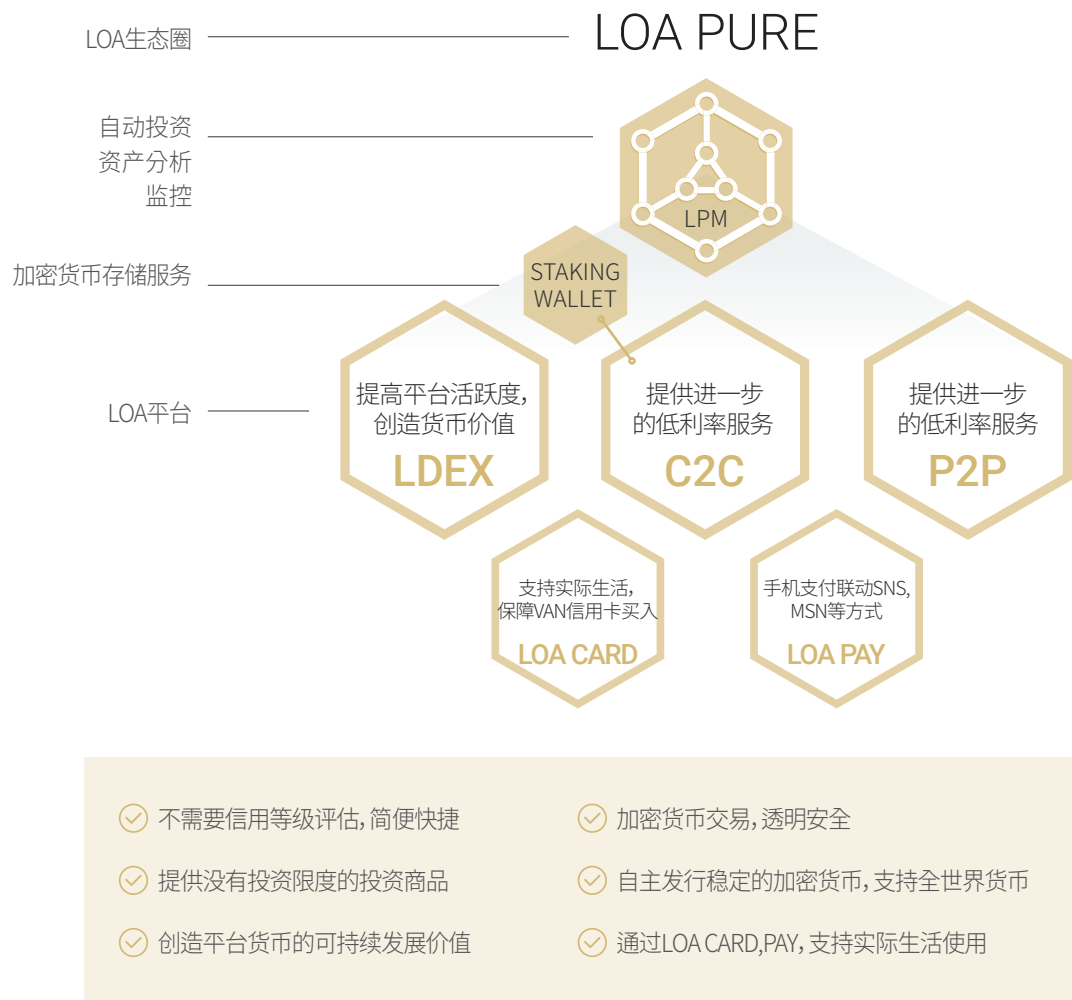 LOA生态圈
LOA PURE
自动投资
资产分析
监控
LPM
加密货币存储服务
STAKING
WALLET
LOA平台
提高平台活跃度,
创造货币价值
LDEX
提供进一步
的低利率服务
C2C
提供进一步
的低利率服务
P2P
支持实际生活,
保障VAN信用卡买入
LOA CARD
手机支付联动SNS,
MSN等方式
LOA PAY
不需要信用等级评估, 简便快捷
加密货币交易, 透明安全
提供没有投资限度的投资商品
自主发行稳定的加密货币, 支持全世界货币
创造平台货币的可持续发展价值
通过LOA CARD,PAY, 支持实际生活使用